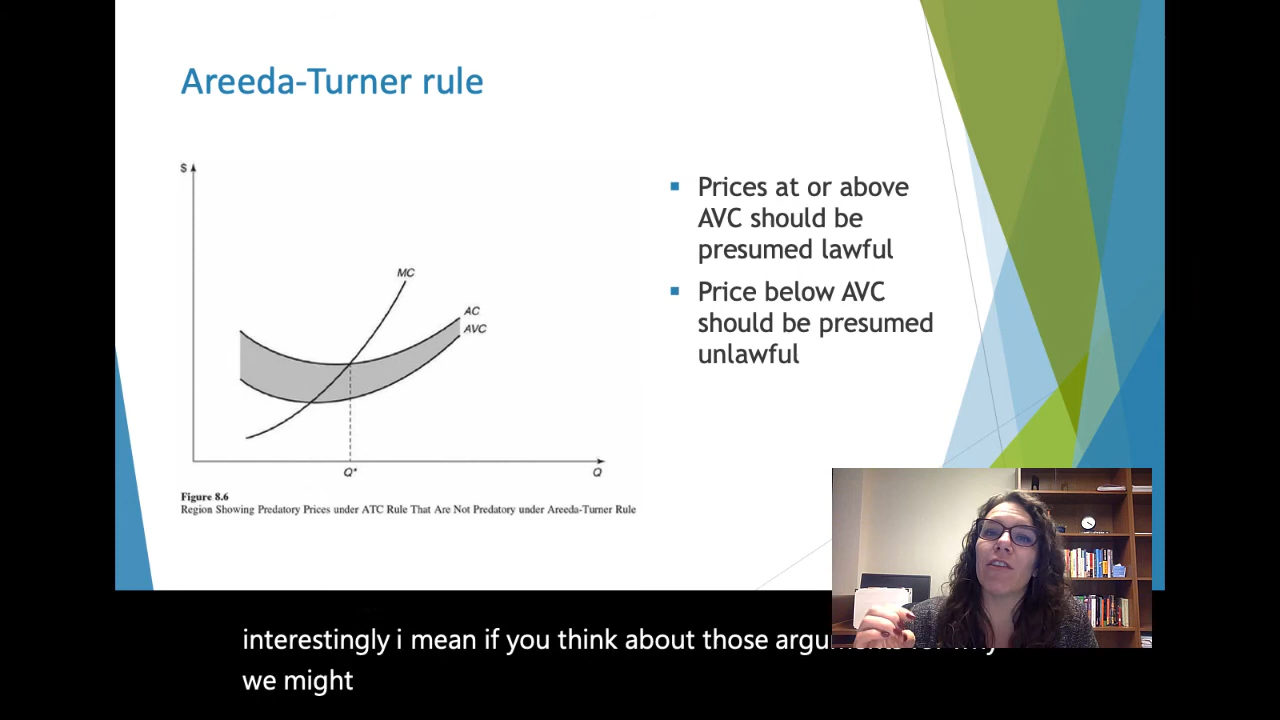 Areeda-Turner rule
$
MC
AC
AVC
Q*
Q
Figure 8.6
Region Showing Predatory Prices under ATC Rule That Are Not Predatory under Areeda-Turner Rule
▪ Prices at or above
AVC should be
presumed lawful
▪ Price below AVC
should be presumed
unlawful
interestingly i mean if you think about those
we might